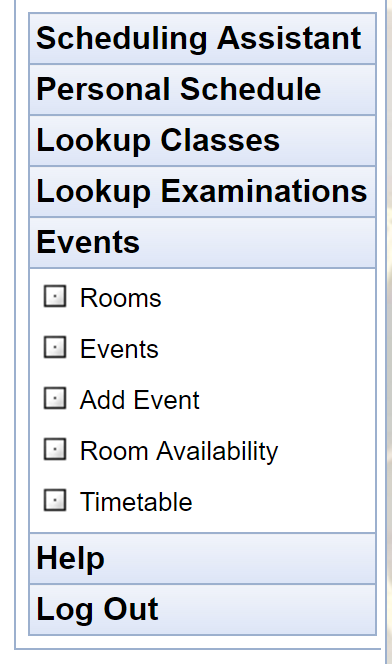 Scheduling Assistant
Personal Schedule
Lookup Classes
Lookup Examinations
Events
Rooms
Events
Add Event
Room Availability
Timetable
Help
Log Out